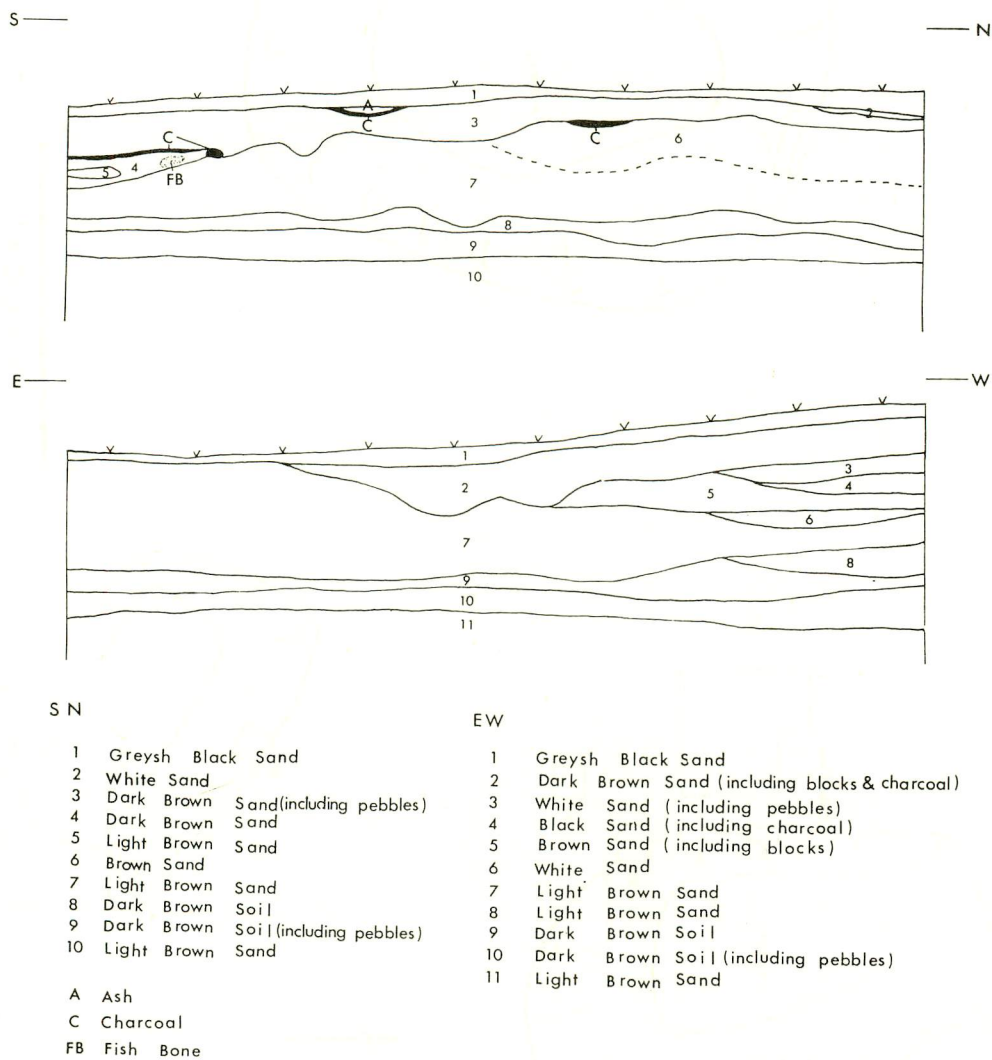 S
N
1
A
2
C
3
C
C
6
5
4
FB
7
8
9
10
E
W
1
3
2
4
5
6
7
8
9
10
11
S N
1 Greysh Black Sand
2 White Sand
3 Dark Brown Sand(including pebbles)
4 Dark Brown Sand
5 Light Brown Sand
6 Brown Sand
7 Light Brown Sand
8 Dark Brown Soil
9 Dark Brown Soil(including pebbles)
10 Light Brown Sand
A Ash
C Charcoal
FB Fish Bone
EW
1 Greysh Black Sand
2 Dark Brown Sand (including blocks & charcoal)
3 White Sand (including pebbles)
4 Black Sand (including charcoal)
5 Brown Sand (including blocks)
6 White Sand
7 Light Brown Sand
8 Light Brown Sand
9 Dark Brown Soil
10 Dark Brown Soil (including pebbles)
11 Light Brown Sand